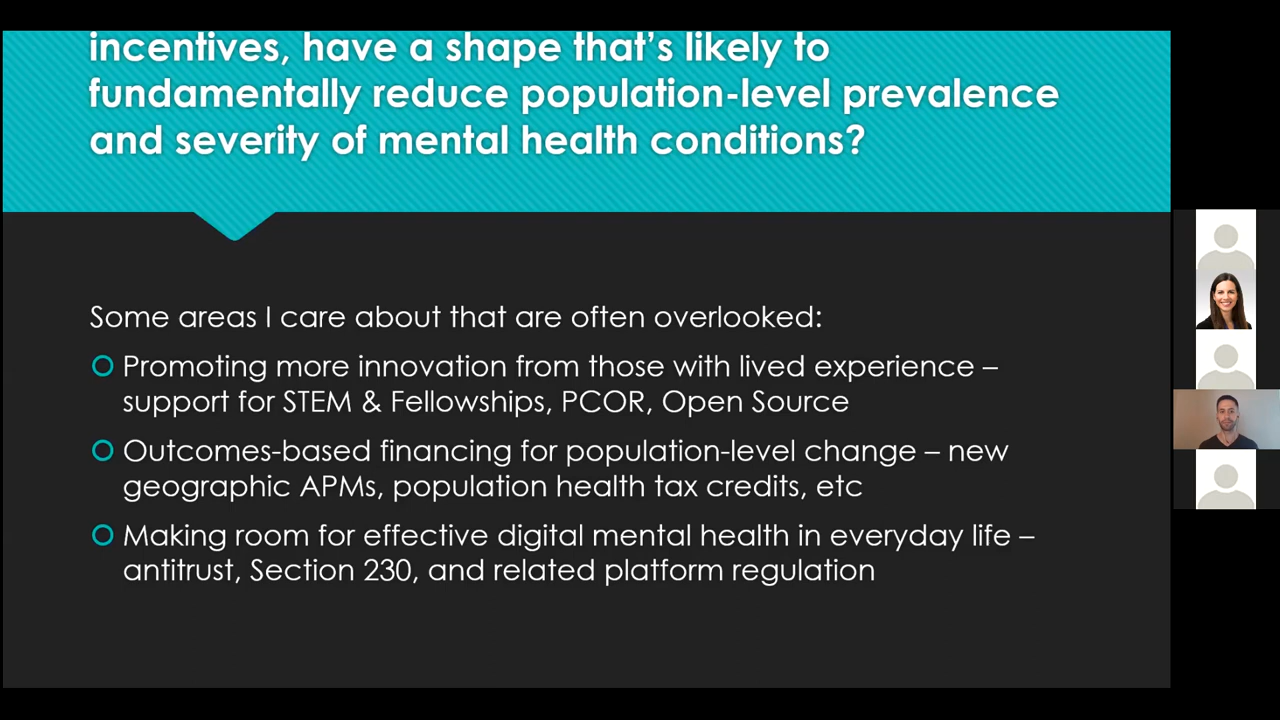 incentives, have a shape that’s likely to
fundamentally reduce population-level prevalence
and severity of mental health conditions?
Some areas I care about that are often overlooked:
Promoting more innovation from those with lived experience –
support for STEM & Fellowships, PCOR, Open Source
Outcomes-based financing for population-level change – new
geographic APMs, population health tax credits, etc
Making room for effective digital mental health in everyday life –
antitrust, Section 230, and related platform regulation